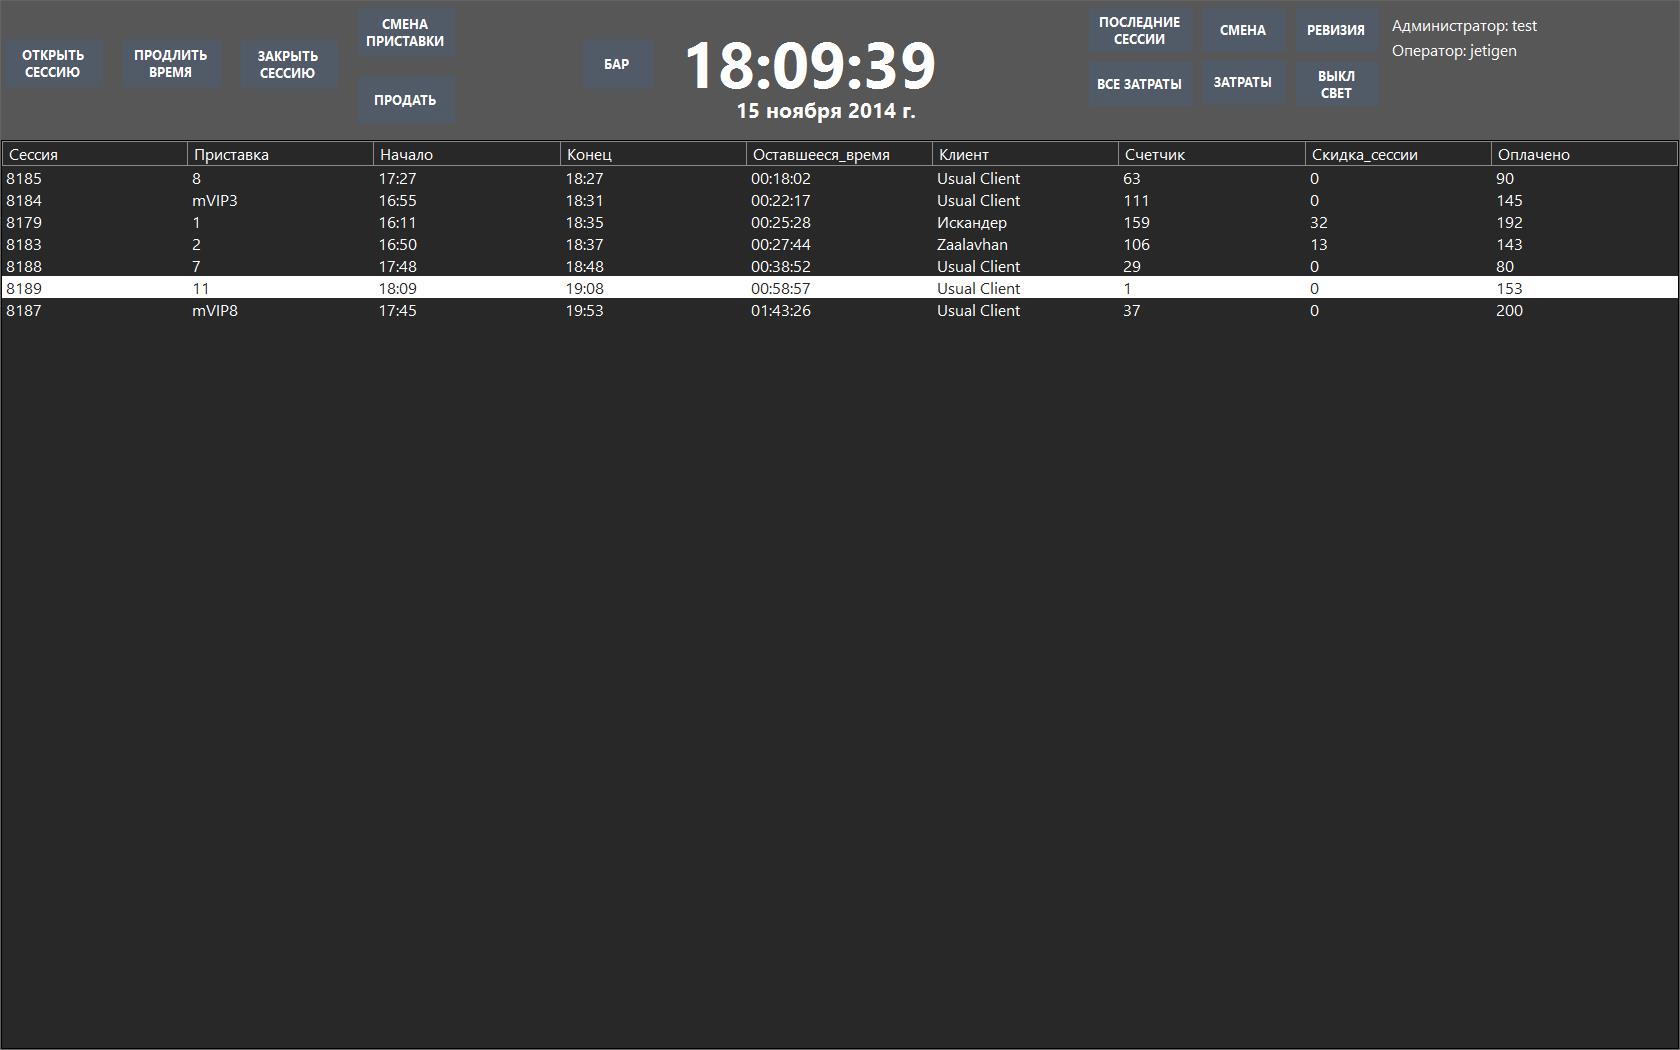 ОТКРЫТЬ
СЕССИЮ
ПРОДЛИТЬ
ВРЕМЯ
ЗАКРЫТЬ
СЕССИЮ
СМЕНА
ПРИСТАВКИ
ПРОДАТЬ
БАР
18:09:39
15 ноября 2014 г.
ПОСЛЕДНИЕ
СЕССИИ
СМЕНА
РЕВИЗИЯ
ВСЕ ЗАТРАТЫ
ЗАТРАТЫ
ВЫКЛ
СВЕТ
Администратор: test
Оператор: jetigen
Сессия Приставка Начало Конец Оставшееся_время Клиент Счетчик Скидка_сессии Оплачено
8185 8 17:27 18:27 00:18:02 Usual Client 63 0 90
8184 mVIP3 16:55 18:31 00:22:17 Usual Client 111 0 145
8179 1 16:11 18:35 00:25:28 Искандер 159 32 192
8183 2 16:50 18:37 00:27:44 Zaalavhan 106 13 143
8188 7 17:48 18:48 00:38:52 Usual Client 29 0 80
8189 11 18:09 19:08 00:58:57 Usual Client 1 0 153
8187 mVIP8 17:45 19:53 01:43:26 Usual Client 37 0 200